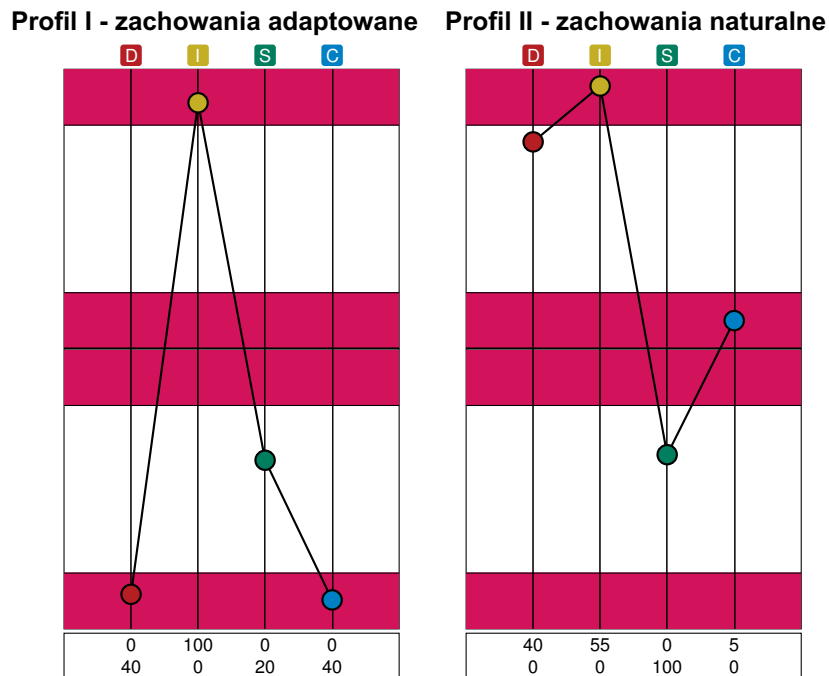 Profil I - zachowania adaptowane
D I S C
0 100 0 0
40 0 20 40
Profil II - zachowania naturalne
D I S C
40 55 0 5
0 0 100 0